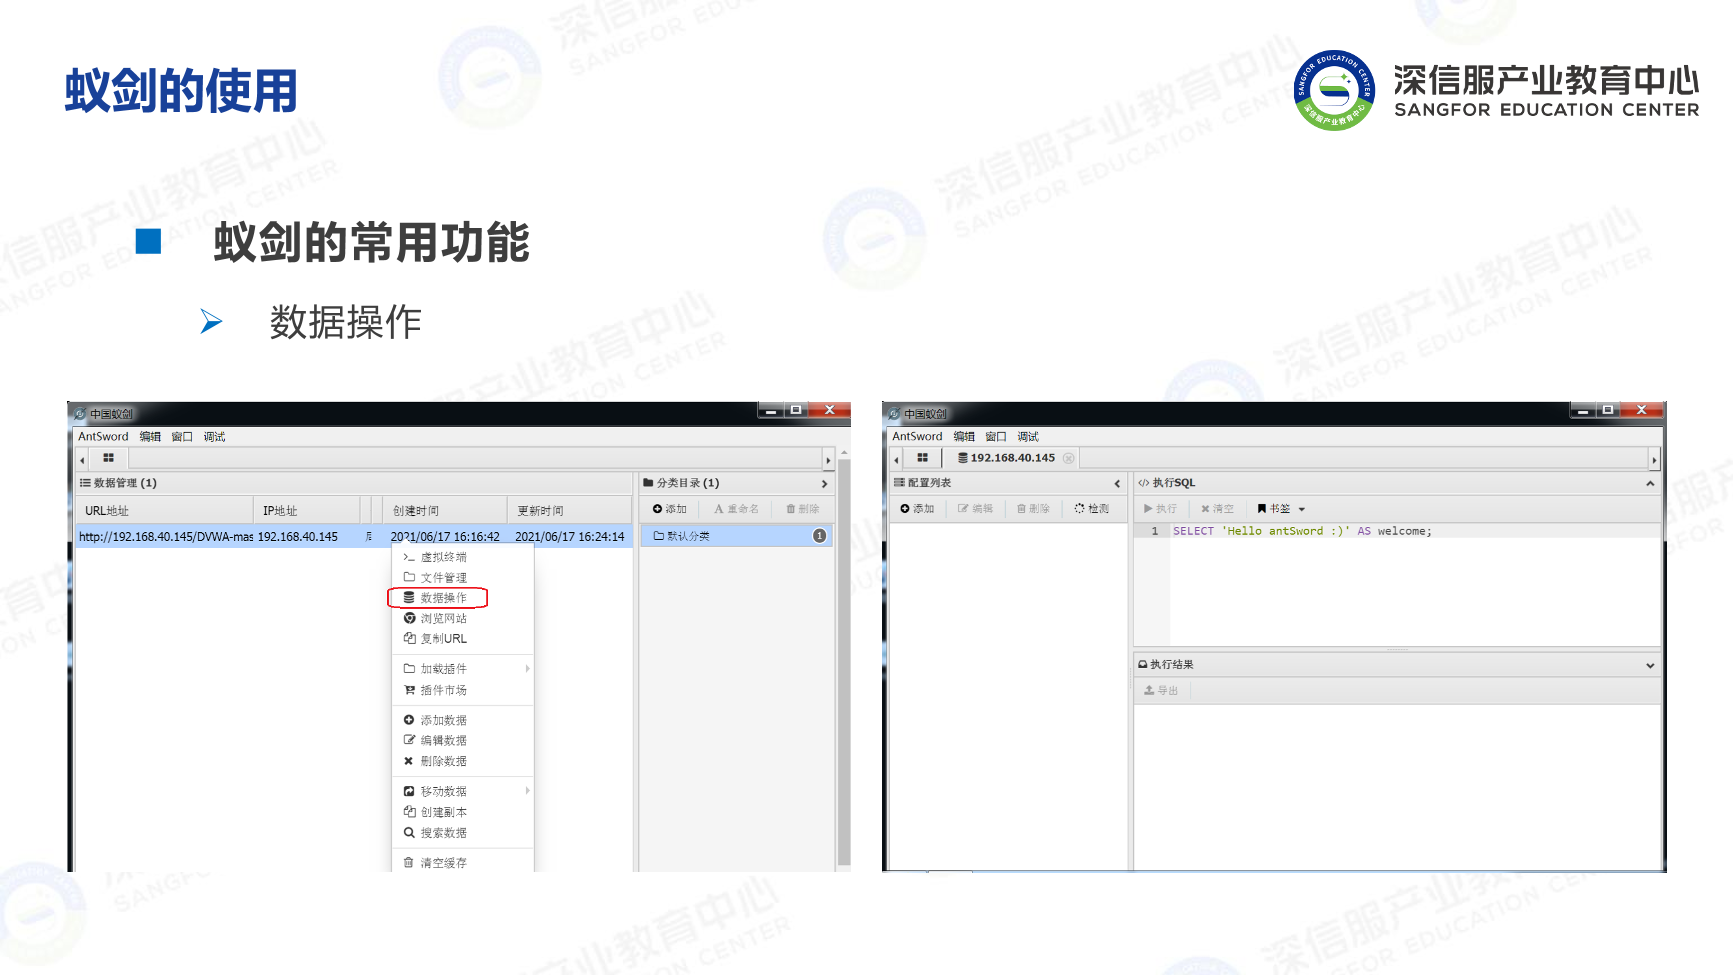 蚁剑的使用
深信服产业教育中心
SANGFOR EDUCATION CENTER
蚁剑的常用功能
数据操作
中国蚁剑
AntSword 编辑 窗口 调试
数据管理 (1)
分类目录 (1)
URL地址 IP地址 创建时间 更新时间
添加 重命名 删除
http://192.168.40.145/DVWA-mas 192.168.40.145 2021/06/17 16:16:42 2021/06/17 16:24:14
默认分类 1
虚拟终端
文件管理
数据操作
浏览网站
复制URL
加载插件
插件市场
添加数据
编辑数据
删除数据
移动数据
创建副本
搜索数据
清空缓存
中国蚁剑
AntSword 编辑 窗口 调试
192.168.40.145
配置列表
执行SQL
添加 编辑 删除 检测
执行 清空 书签
1 SELECT 'Hello antSword :)' AS welcome;
执行结果
导出